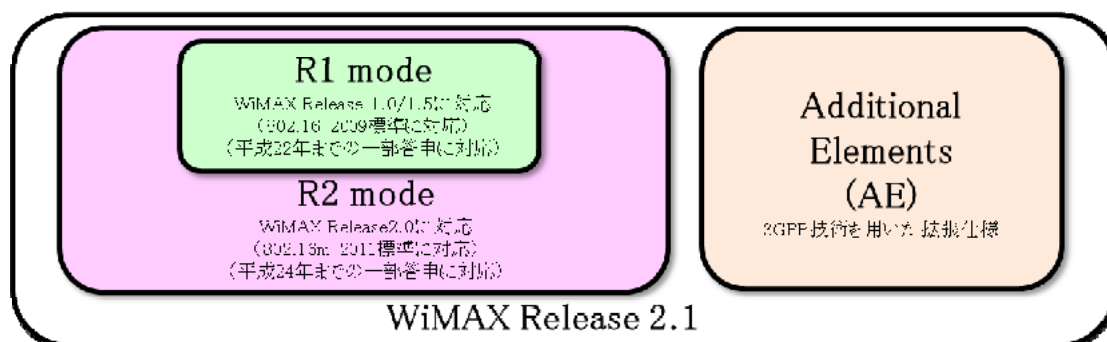 R1 mode
WiMAX Release 1.0/1.5に対応
(802.16-2009標準に対応)
(平成22年までの一部答申に対応)
R2 mode
WiMAX Release2.0に対応
(802.16m-2011標準に対応)
(平成24年までの一部答申に対応)
Additional
Elements
(AE)
3GPP技術を用いた拡張仕様
WiMAX Release 2.1